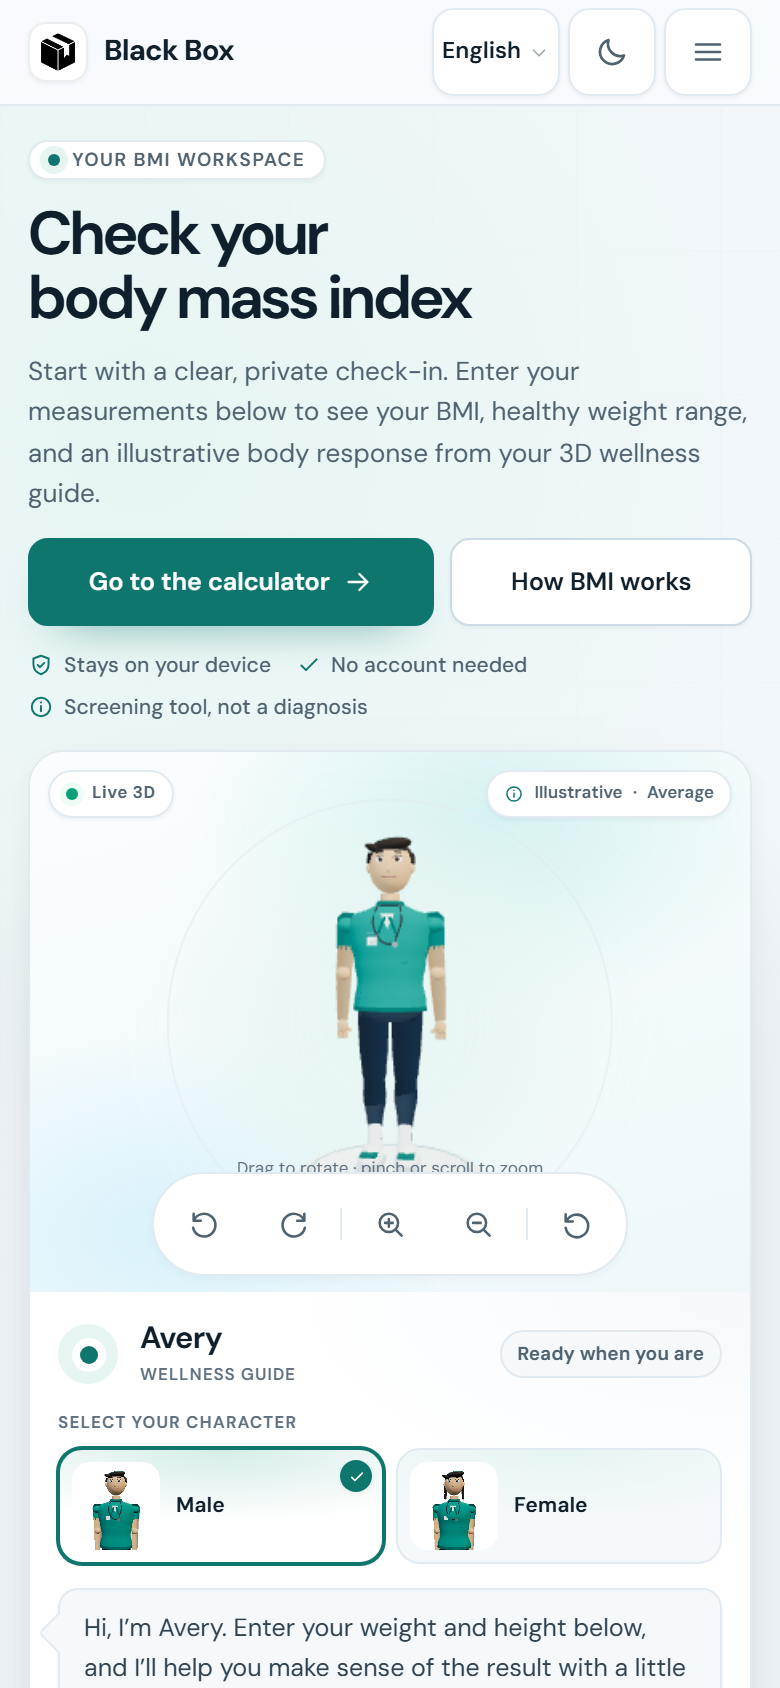 Black Box
English
YOUR BMI WORKSPACE
Check your
body mass index
Start with a clear, private check-in. Enter your
measurements below to see your BMI, healthy weight range,
and an illustrative body response from your 3D wellness
guide.
Go to the calculator
How BMI works
Stays on your device
No account needed
Screening tool, not a diagnosis
Live 3D
Illustrative · Average
Drag to rotate · pinch or scroll to zoom
Avery
WELLNESS GUIDE
Ready when you are
SELECT YOUR CHARACTER
Male
Female
Hi, I’m Avery. Enter your weight and height below,
and I’ll help you make sense of the result with a little